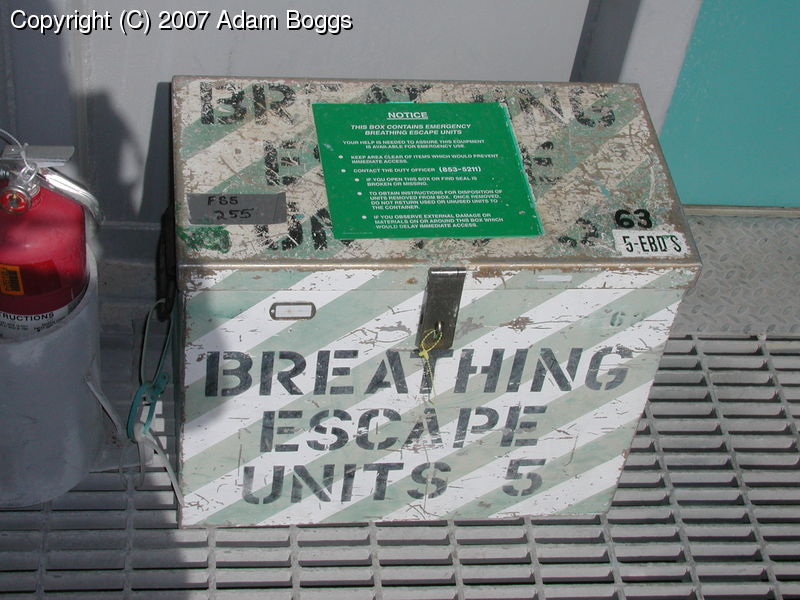 Copyright (C) 2007 Adam Boggs
BREATHING
NOTICE
THIS BOX CONTAINS EMERGENCY
BREATHING ESCAPE UNITS
YOUR HELP IS NEEDED TO ASSURE THIS EQUIPMENT
IS AVAILABLE FOR EMERGENCY USE.
KEEP AREA CLEAR OF ITEMS WHICH WOULD PREVENT
IMMEDIATE ACCESS.
CONTACT THE DUTY OFFICER (853-5211)
IF YOU OPEN THIS BOX OR FIND SEAL IS
BROKEN OR MISSING.
TO OBTAIN INSTRUCTIONS FOR DISPOSITION OF
UNITS REMOVED FROM BOX. ONCE REMOVED,
DO NOT RETURN USED OR UNUSED UNITS TO
THE CONTAINER.
IF YOU OBSERVE EXTERNAL DAMAGE OR
MATERIALS ON OR AROUND THIS BOX WHICH
WOULD DELAY IMMEDIATE ACCESS.
255
63
5-EBD'S
RUCTIONS
BREATHING
ESCAPE
UNITS 5